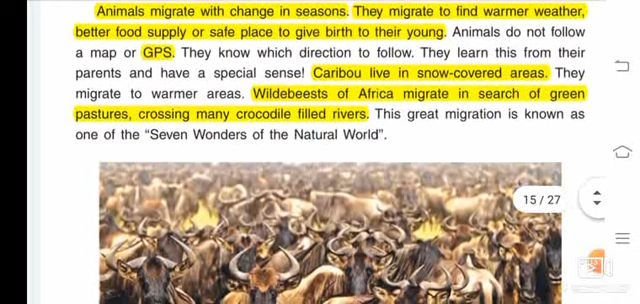 Animals migrate with change in seasons. They migrate to find warmer weather,
better food supply or safe place to give birth to their young. Animals do not follow
a map or GPS. They know which direction to follow. They learn this from their
parents and have a special sense! Caribou live in snow-covered areas. They
migrate to warmer areas. Wildebeests of Africa migrate in search of green
pastures, crossing many crocodile filled rivers. This great migration is known as
one of the “Seven Wonders of the Natural World”.
15 / 27